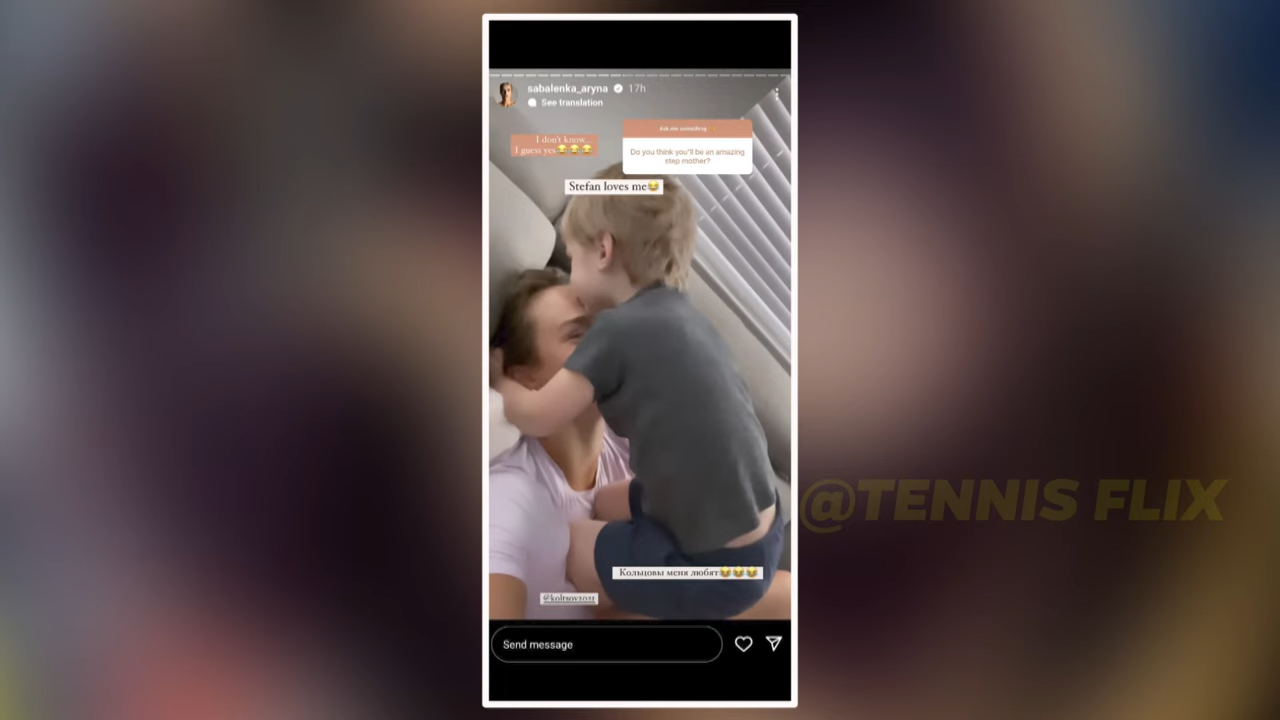 sabalenka_aryna 17h
See translation
Ask me something
I don't know...
I guess yes😂😂😂
Do you think you'll be an amazing
step mother?
Stefan loves me😂
@TENNIS FLIX
Кольцовы меня любят😂😂😂
@koltsov2021
Send message